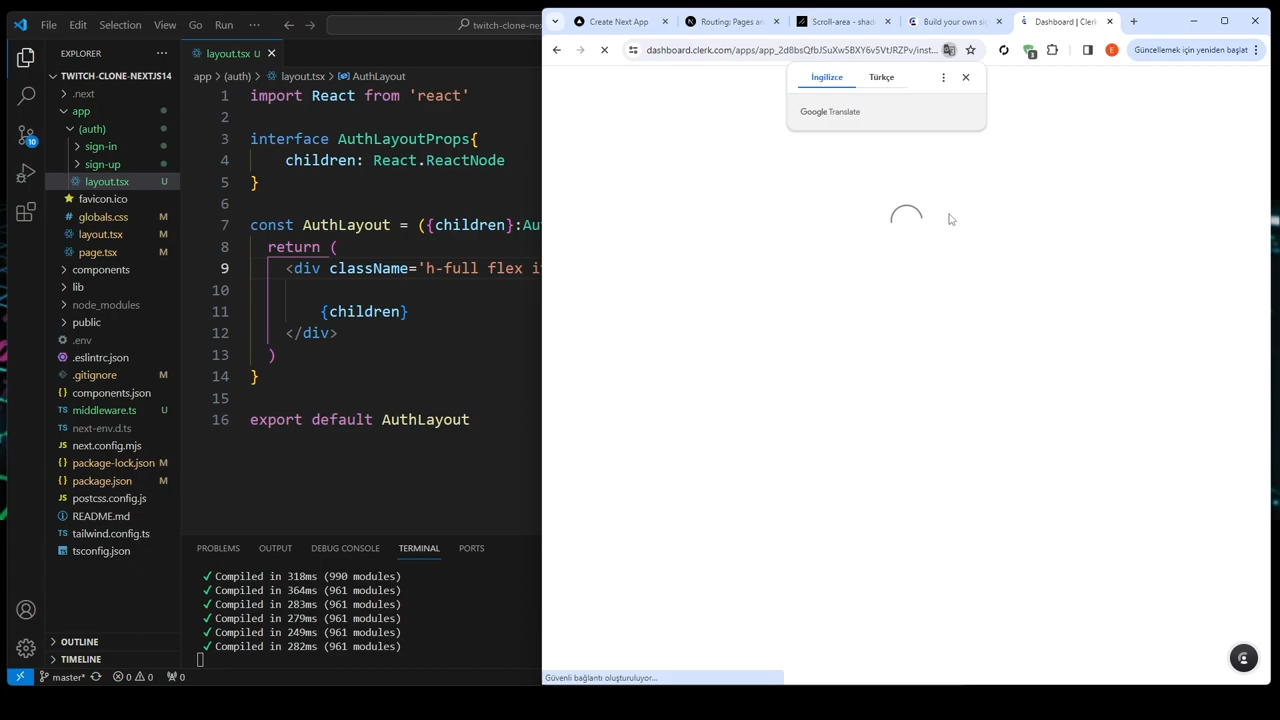 File Edit Selection View Go Run ··· twitch-clone-nextjs14
EXPLORER ···
TWITCH-CLONE-NEXTJS14
.next
app
(auth)
sign-in
sign-up
layout.tsx U
favicon.ico
globals.css M
layout.tsx M
page.tsx M
components
lib
node_modules
public
.env
.eslintrc.json
.gitignore M
components.json
middleware.ts U
next-env.d.ts
next.config.mjs
package-lock.json M
package.json M
postcss.config.js
README.md
tailwind.config.ts
tsconfig.json
OUTLINE
TIMELINE
layout.tsx U
app > (auth) > layout.tsx > AuthLayout
1 import React from 'react'
2
3 interface AuthLayoutProps{
4 children: React.ReactNode
5 }
6
7 const AuthLayout = ({children}:Au
8 return (
9 <div className='h-full flex i
10
11 {children}
12 </div>
13 )
14 }
15
16 export default AuthLayout
PROBLEMS OUTPUT DEBUG CONSOLE TERMINAL PORTS
✓ Compiled in 318ms (990 modules)
✓ Compiled in 364ms (961 modules)
✓ Compiled in 283ms (961 modules)
✓ Compiled in 279ms (961 modules)
✓ Compiled in 249ms (961 modules)
✓ Compiled in 282ms (961 modules)
10
master* 0 0 0
Create Next App
Routing: Pages an
Scroll-area - shad
Build your own sig
Dashboard | Clerk
dashboard.clerk.com/apps/app_2d8bsQfbJSuXw5BXY6v5VtJRZPv/inst...
3
E
Güncellemek için yeniden başlat
İngilizce Türkçe
Google Translate
Güvenli bağlantı oluşturuluyor...